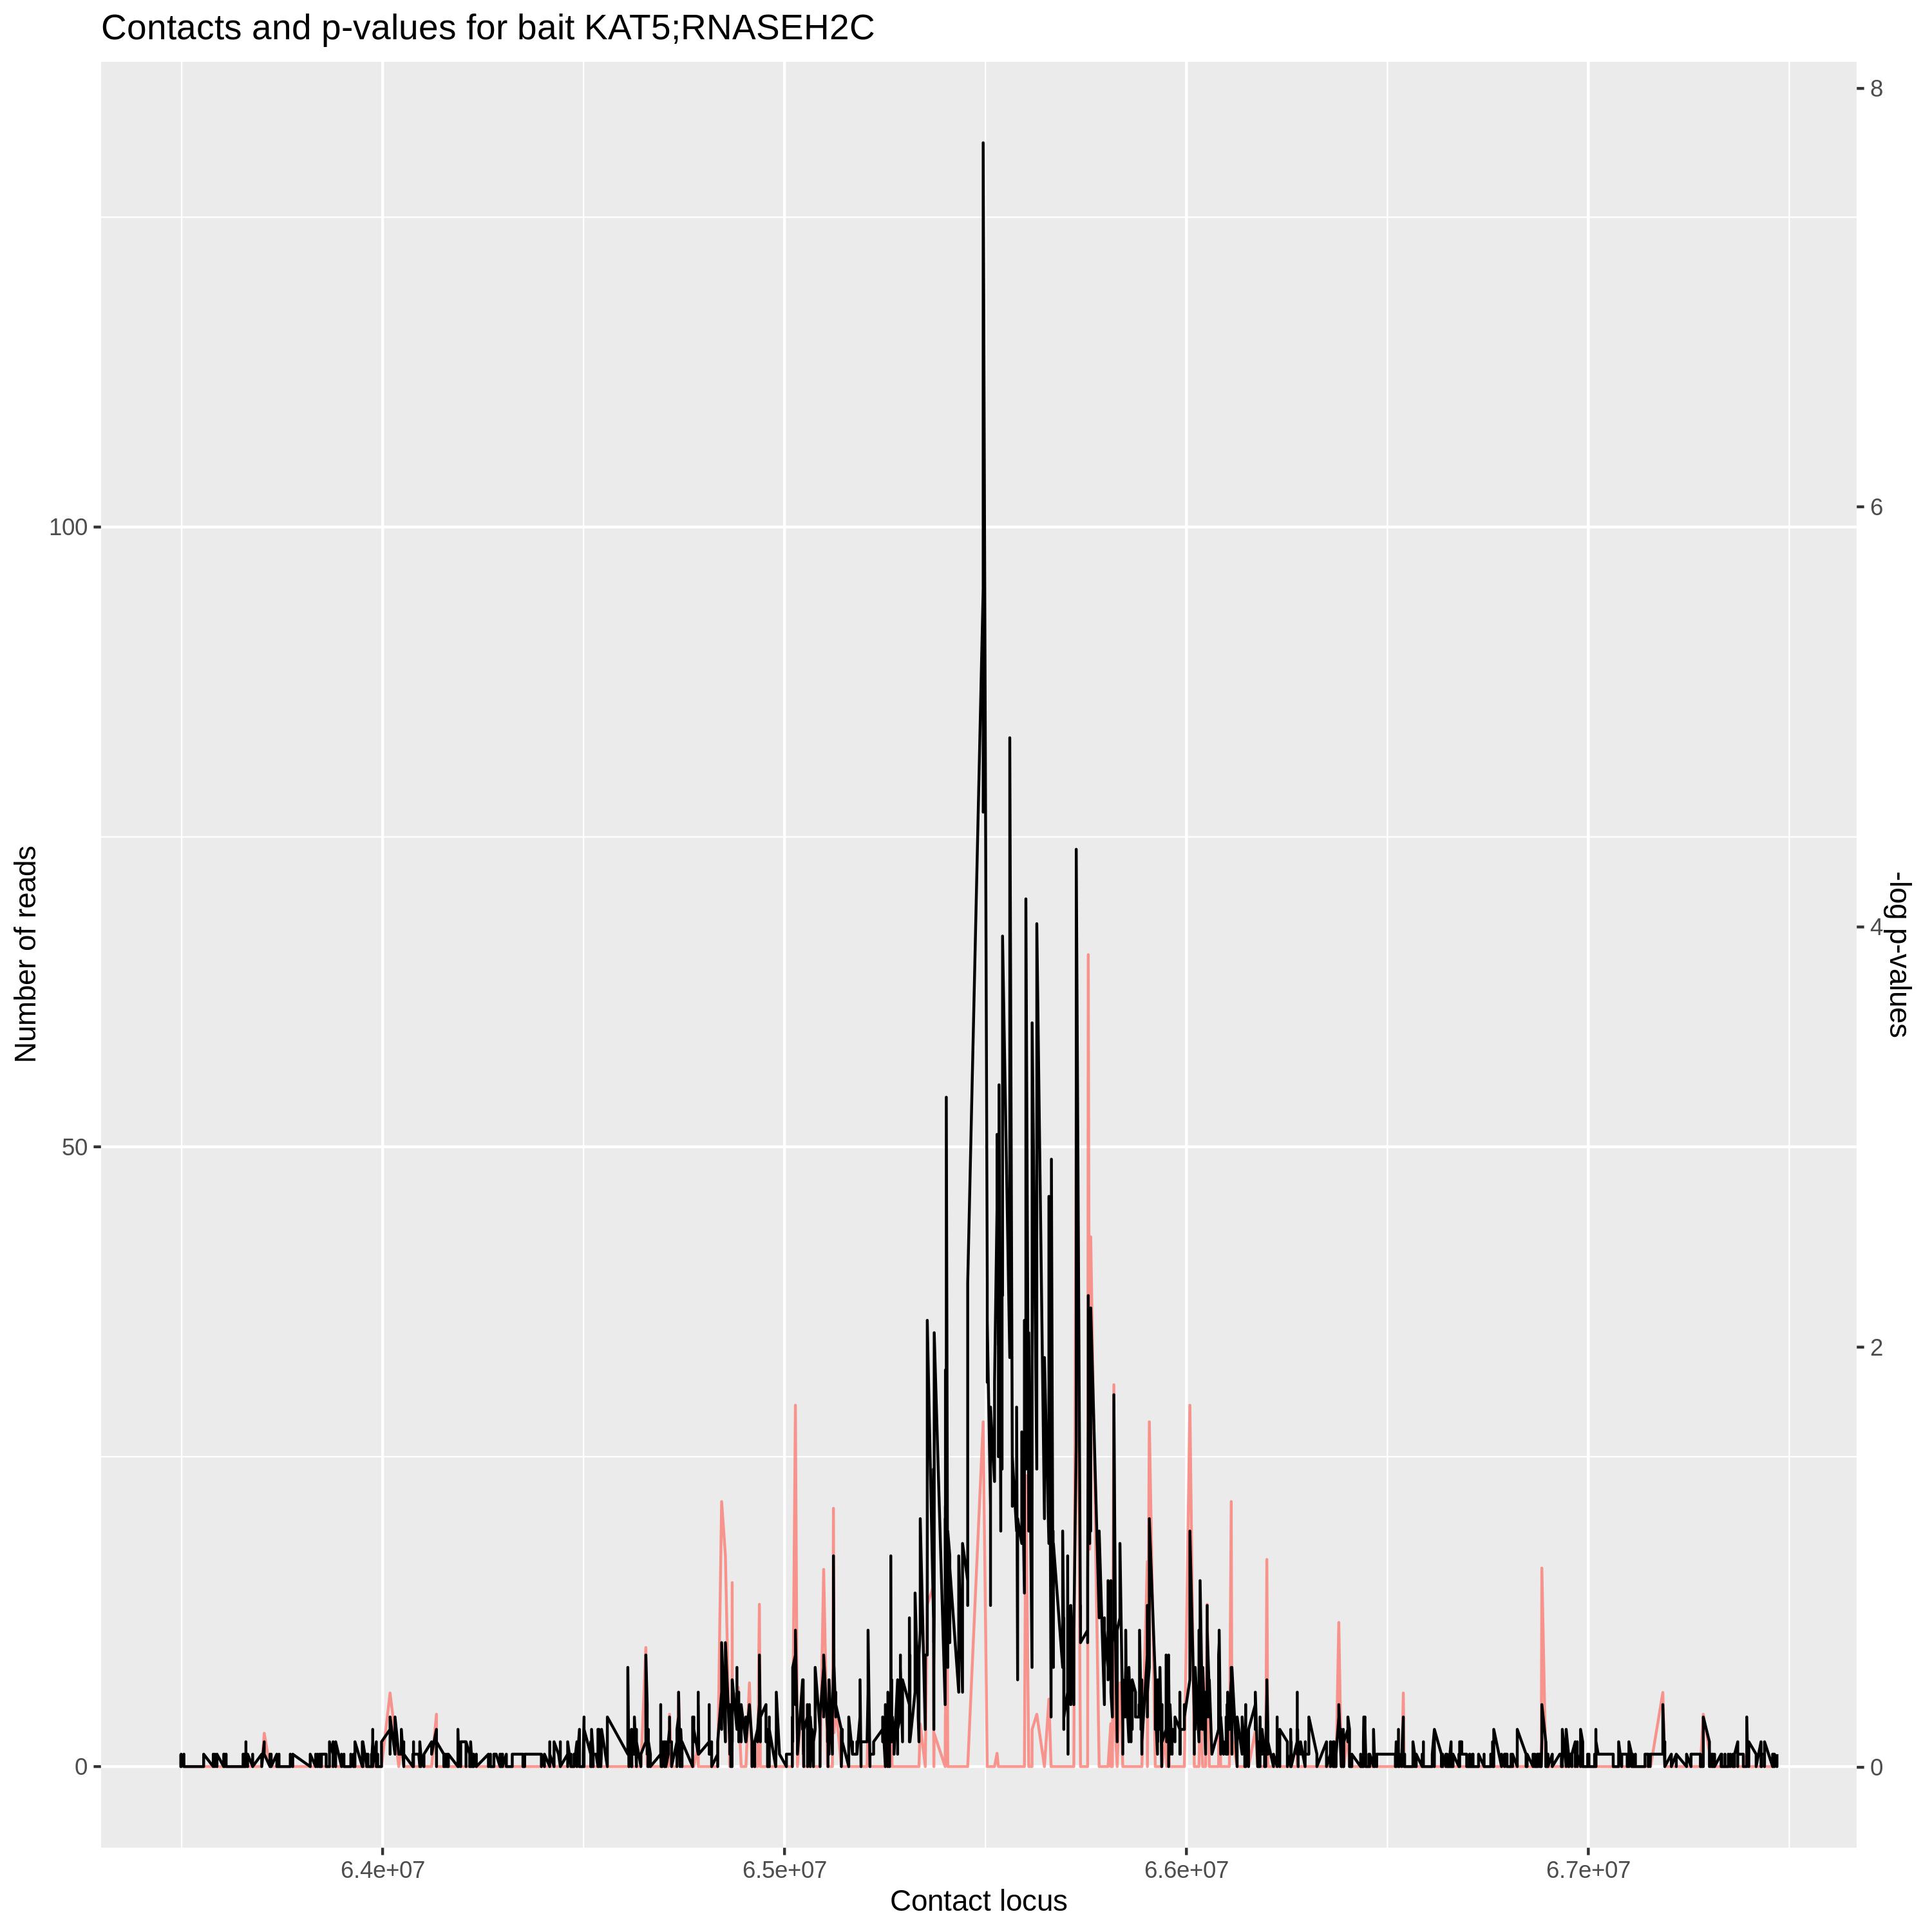 Contacts and p-values for bait KAT5;RNASEH2C
8
6
100
4
Number of reads
-log p-values
50
2
0
0
6.4e+07
6.5e+07
6.6e+07
6.7e+07
Contact locus